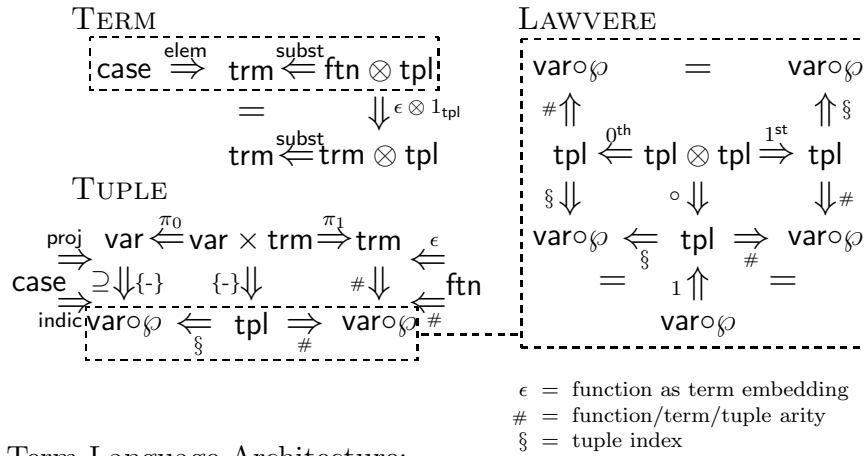 TERM
case ⇒ trm ⇐ ftn ⊗ tpl
elem subst
= ⇓ ϵ ⊗ 1tpl
trm ⇐ trm ⊗ tpl
subst
TUPLE
var ⇐ var × trm ⇒ trm
π0 π1
proj ϵ
case ⊇ ⇓ {-} {-} ⇓ # ⇓ ftn
indic #
var∘℘ ⇐ tpl ⇒ var∘℘
§ #
LAWVERE
var∘℘ = var∘℘
# ⇑ ⇑ §
tpl ⇐ tpl ⊗ tpl ⇒ tpl
0th 1st
§ ⇓ ∘ ⇓ ⇓ #
var∘℘ ⇐ tpl ⇒ var∘℘
§ #
= 1 ⇑ =
var∘℘
ϵ = function as term embedding
# = function/term/tuple arity
§ = tuple index
Term Language Architecture: